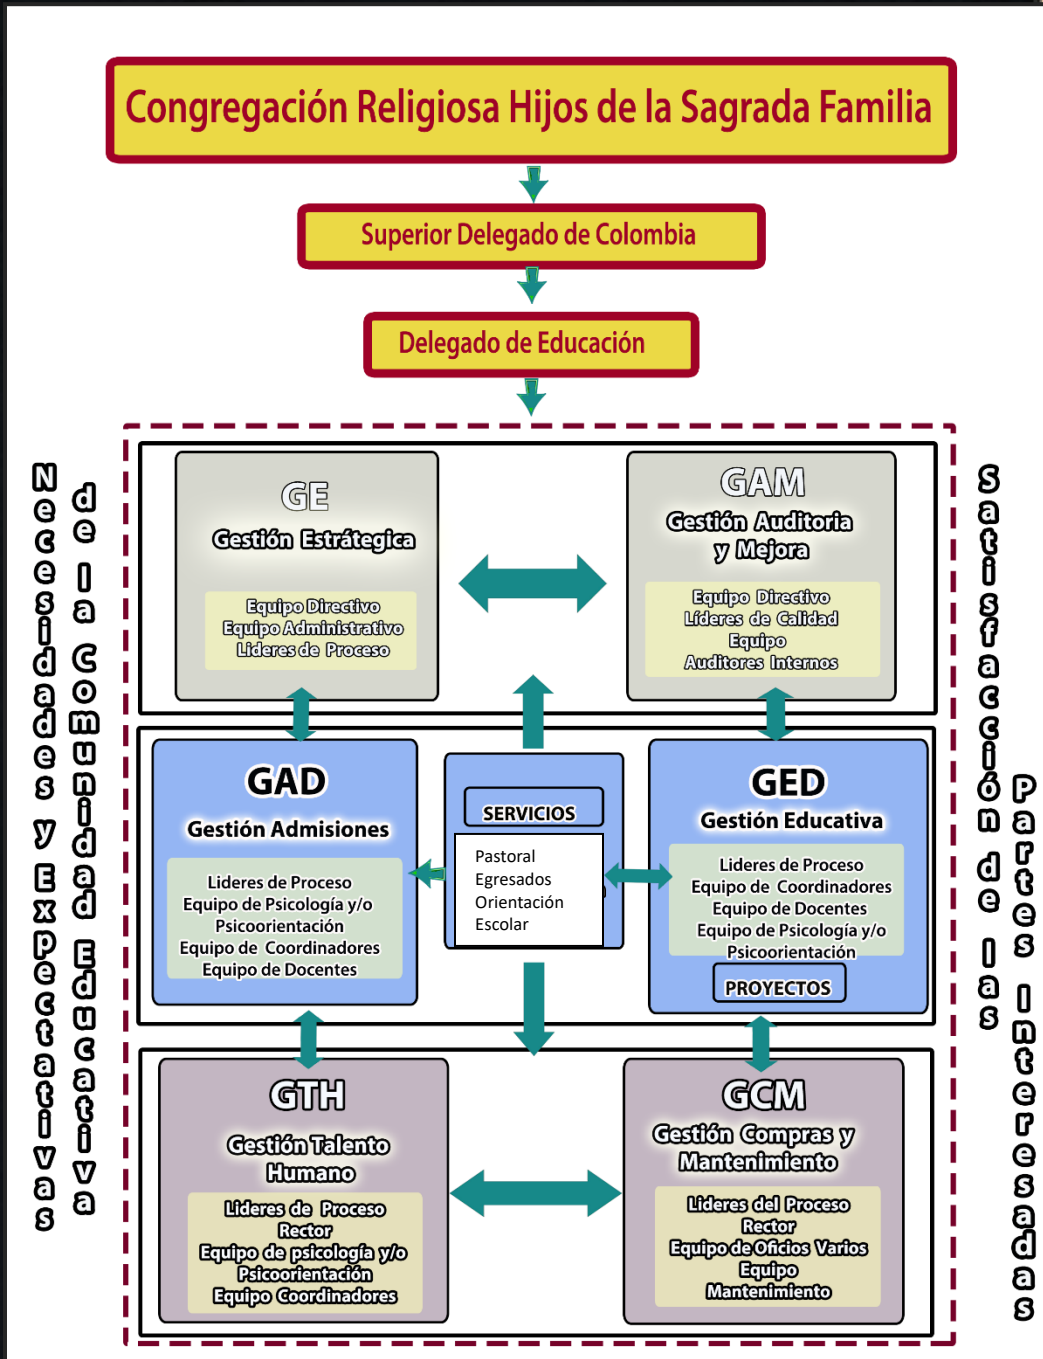 Congregación Religiosa Hijos de la Sagrada Familia
Superior Delegado de Colombia
Delegado de Educación
Necesidades y Expectativas
de la Comunidad Educativa
GE
Gestión Estrátegica
Equipo Directivo
Equipo Administrativo
Lideres de Proceso
GAM
Gestión Auditoria
y Mejora
Equipo Directivo
Líderes de Calidad
Equipo
Auditores Internos
GAD
Gestión Admisiones
Lideres de Proceso
Equipo de Psicología y/o
Psicoorientación
Equipo de Coordinadores
Equipo de Docentes
SERVICIOS
Pastoral
Egresados
Orientación
Escolar
GED
Gestión Educativa
Lideres de Proceso
Equipo de Coordinadores
Equipo de Docentes
Equipo de Psicología y/o
Psicoorientación
PROYECTOS
GTH
Gestión Talento
Humano
Lideres de Proceso
Rector
Equipo de psicología y/o
Psicoorientación
Equipo Coordinadores
GCM
Gestión Compras y
Mantenimiento
Lideres del Proceso
Rector
Equipo de Oficios Varios
Equipo
Mantenimiento
Satisfacción de las
Partes Interesadas